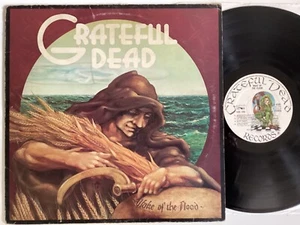 GRATEFUL
DEAD
Wake of the Flood
GRATEFUL DEAD
RECORDS